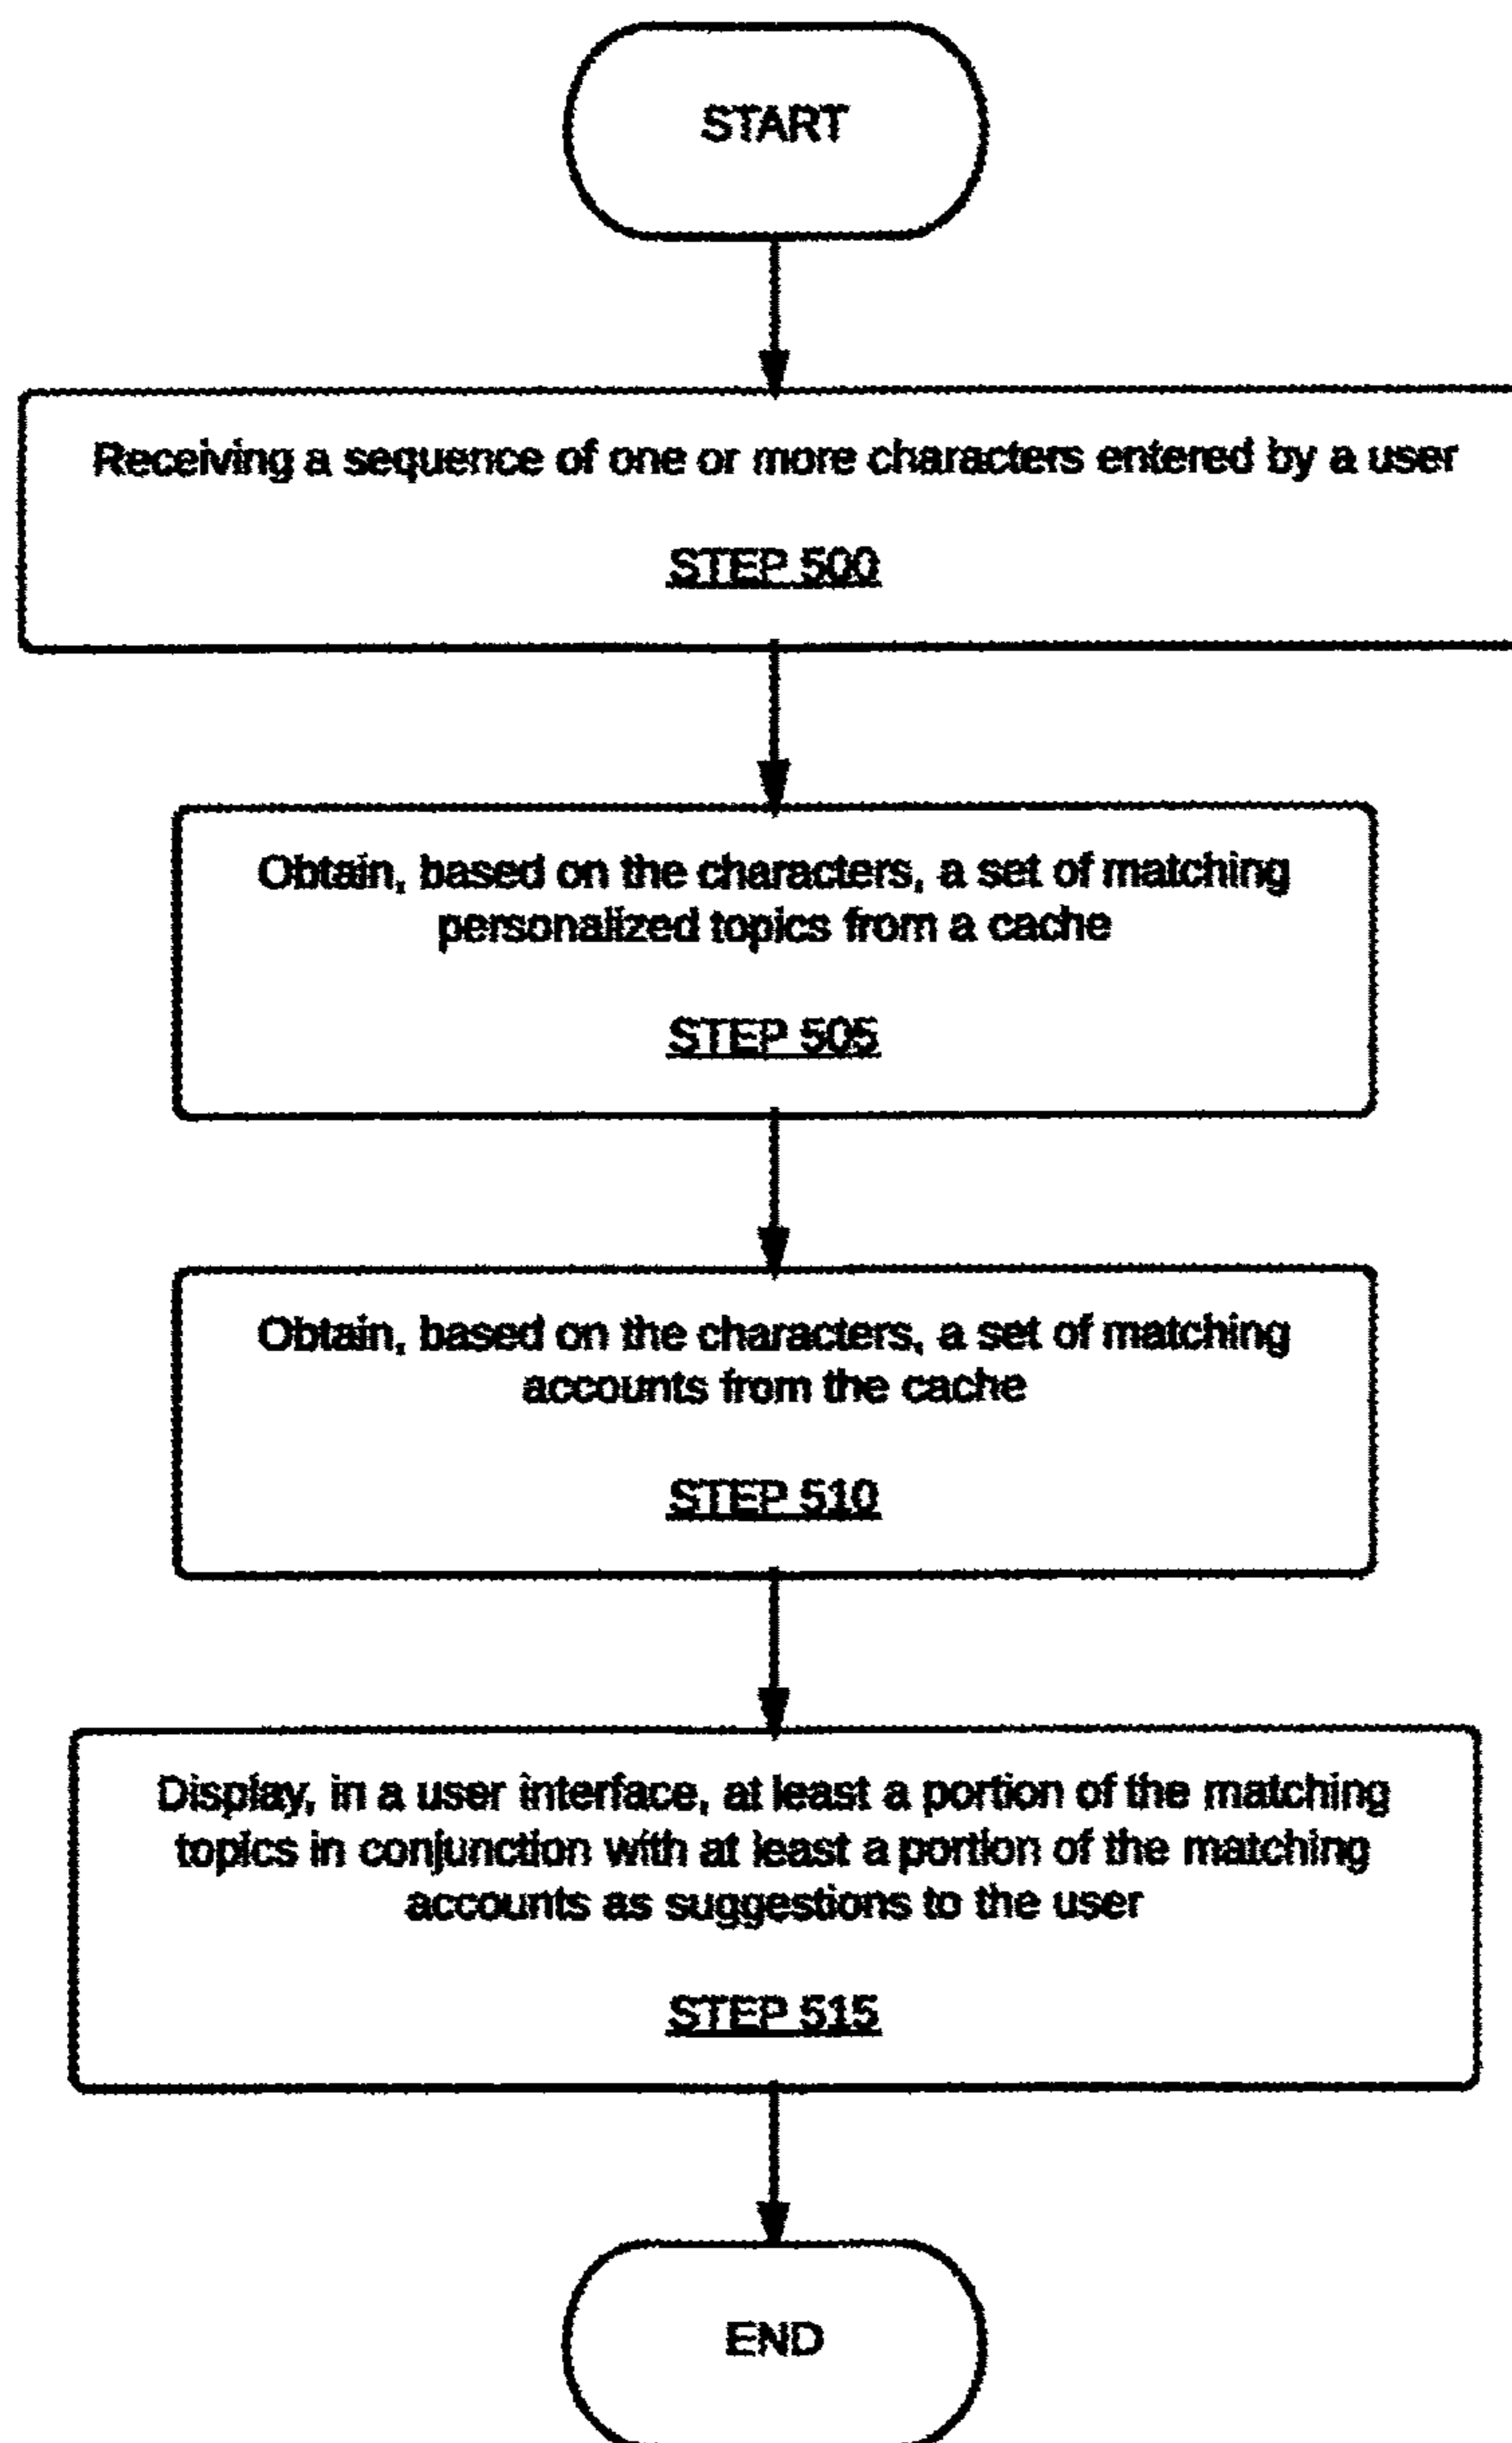 START
Receiving a sequence of one or more characters entered by a user
STEP 500
Obtain, based on the characters, a set of matching
personalized topics from a cache
STEP 505
Obtain, based on the characters, a set of matching
accounts from the cache
STEP 510
Display, in a user interface, at least a portion of the matching
topics in conjunction with at least a portion of the matching
accounts as suggestions to the user
STEP 515
END